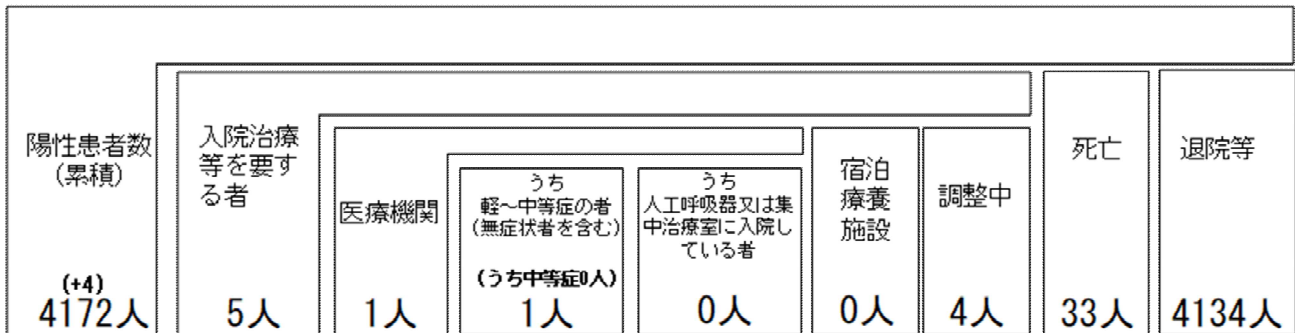 陽性患者数
(累積)
(+4)
4172人
入院治療
等を要す
る者
5人
医療機関
1人
うち
軽～中等症の者
(無症状者を含む)
(うち中等症0人)
1人
うち
人工呼吸器又は集
中治療室に入院し
ている者
0人
宿泊
療養
施設
0人
調整中
4人
死亡
33人
退院等
4134人